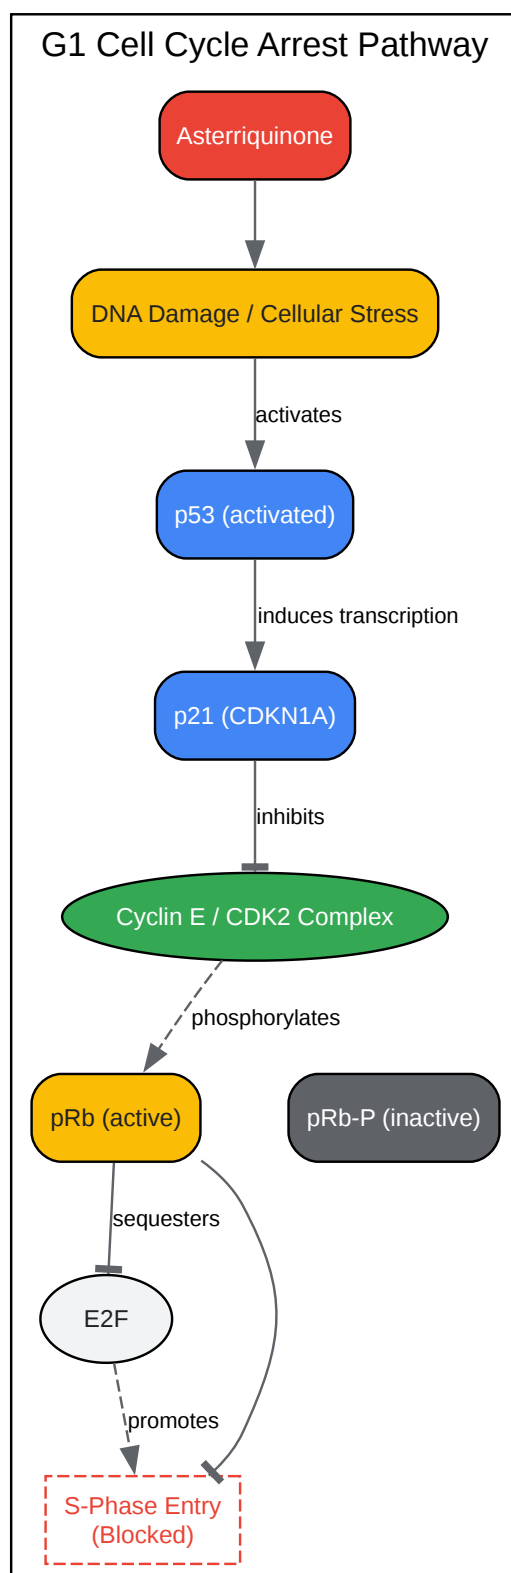 G1 Cell Cycle Arrest Pathway
Asterriquinone
DNA Damage / Cellular Stress
activates
p53 (activated)
induces transcription
p21 (CDKN1A)
inhibits
Cyclin E / CDK2 Complex
phosphorylates
pRb (active)
pRb-P (inactive)
sequesters
E2F
promotes
S-Phase Entry
(Blocked)